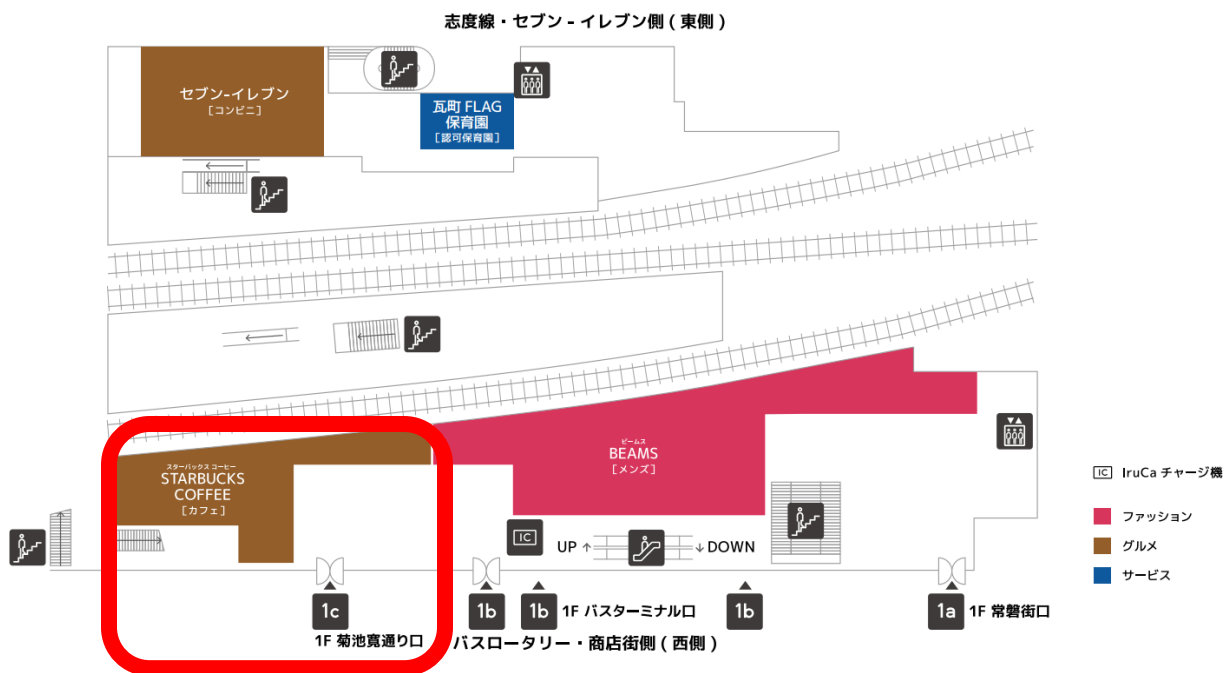 志度線・セブン - イレブン側 ( 東側 )
セブン-イレブン
[コンビニ]
瓦町 FLAG
保育園
[認可保育園]
ビームス
BEAMS
[メンズ]
スターバックス コーヒー
STARBUCKS
COFFEE
[カフェ]
IC
UP ↑
↓ DOWN
1c
1F 菊池寛通り口
1b
1b
1F バスターミナル口
1b
1a
1F 常磐街口
バスロータリー・商店街側 ( 西側 )
IC IruCa チャージ機
ファッション
グルメ
サービス